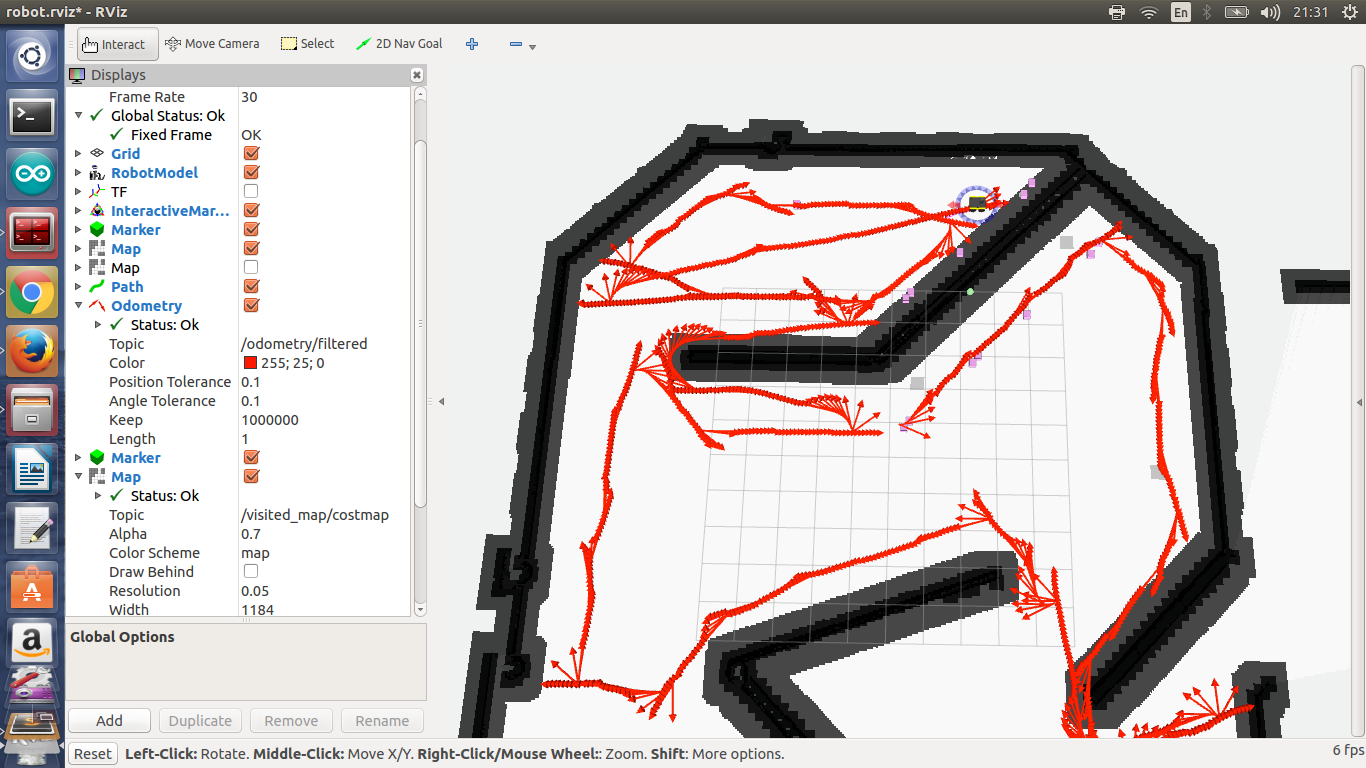 robot.rviz* - RViz
En
21:31
Interact
Move Camera
Select
2D Nav Goal
Displays
Frame Rate 30
Global Status: Ok
Fixed Frame OK
Grid
RobotModel
TF
InteractiveMar...
Marker
Map
Map
Path
Odometry
Status: Ok
Topic /odometry/filtered
Color 255; 25; 0
Position Tolerance 0.1
Angle Tolerance 0.1
Keep 1000000
Length 1
Marker
Map
Status: Ok
Topic /visited_map/costmap
Alpha 0.7
Color Scheme map
Draw Behind
Resolution 0.05
Width 1184
Global Options
Add Duplicate Remove Rename
Reset Left-Click: Rotate. Middle-Click: Move X/Y. Right-Click/Mouse Wheel:: Zoom. Shift: More options. 6 fps